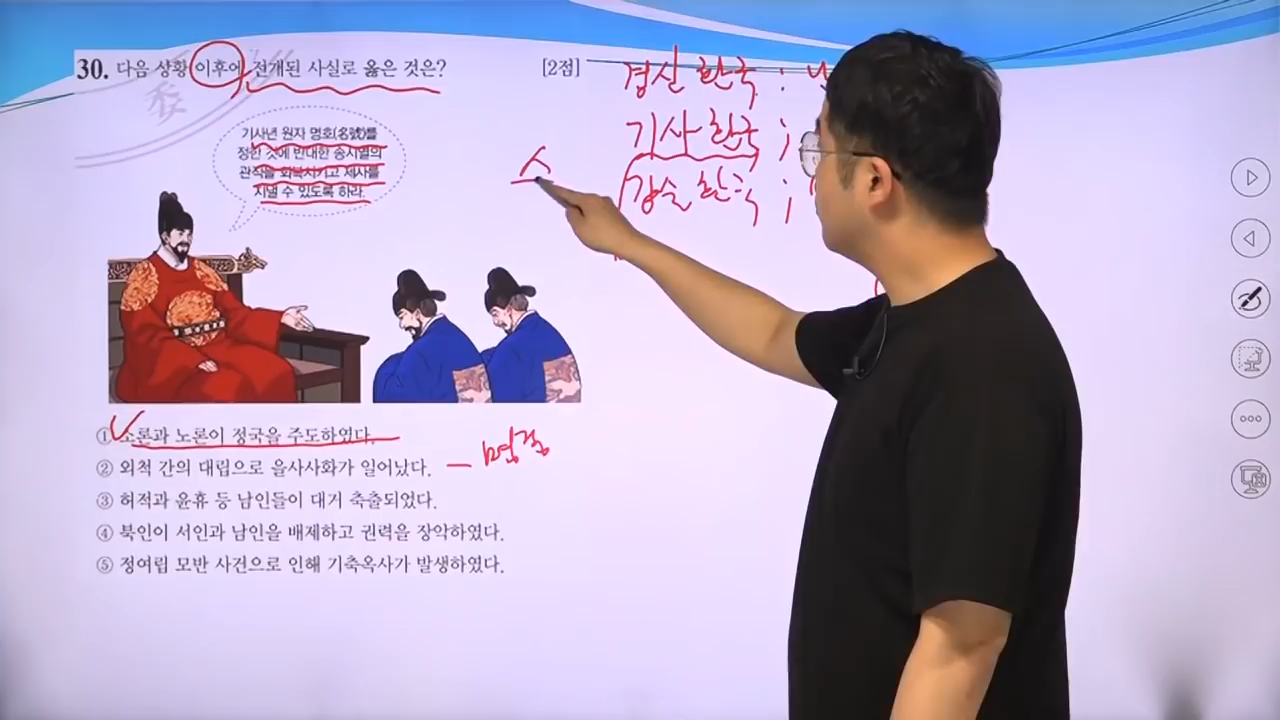 30. 다음 상황 이후에 전개된 사실로 옳은 것은? [2점]
기사년 원자 명호(名號)를
정한 것에 반대한 송시열의
관작을 회복시키고 제사를
지낼 수 있도록 하라.
경신환국 :
기사환국 ;
갑술환국 ;
① 소론과 노론이 정국을 주도하였다.
② 외척 간의 대립으로 을사사화가 일어났다. - 명종
③ 허적과 윤휴 등 남인들이 대거 축출되었다.
④ 북인이 서인과 남인을 배제하고 권력을 장악하였다.
⑤ 정여립 모반 사건으로 인해 기축옥사가 발생하였다.